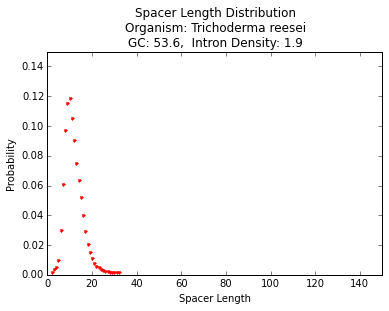 Spacer Length Distribution
Organism: Trichoderma reesei
GC: 53.6,  Intron Density: 1.9
0.14
0.12
0.10
0.08
0.06
0.04
0.02
0.00
Probability
0 20 40 60 80 100 120 140
Spacer Length